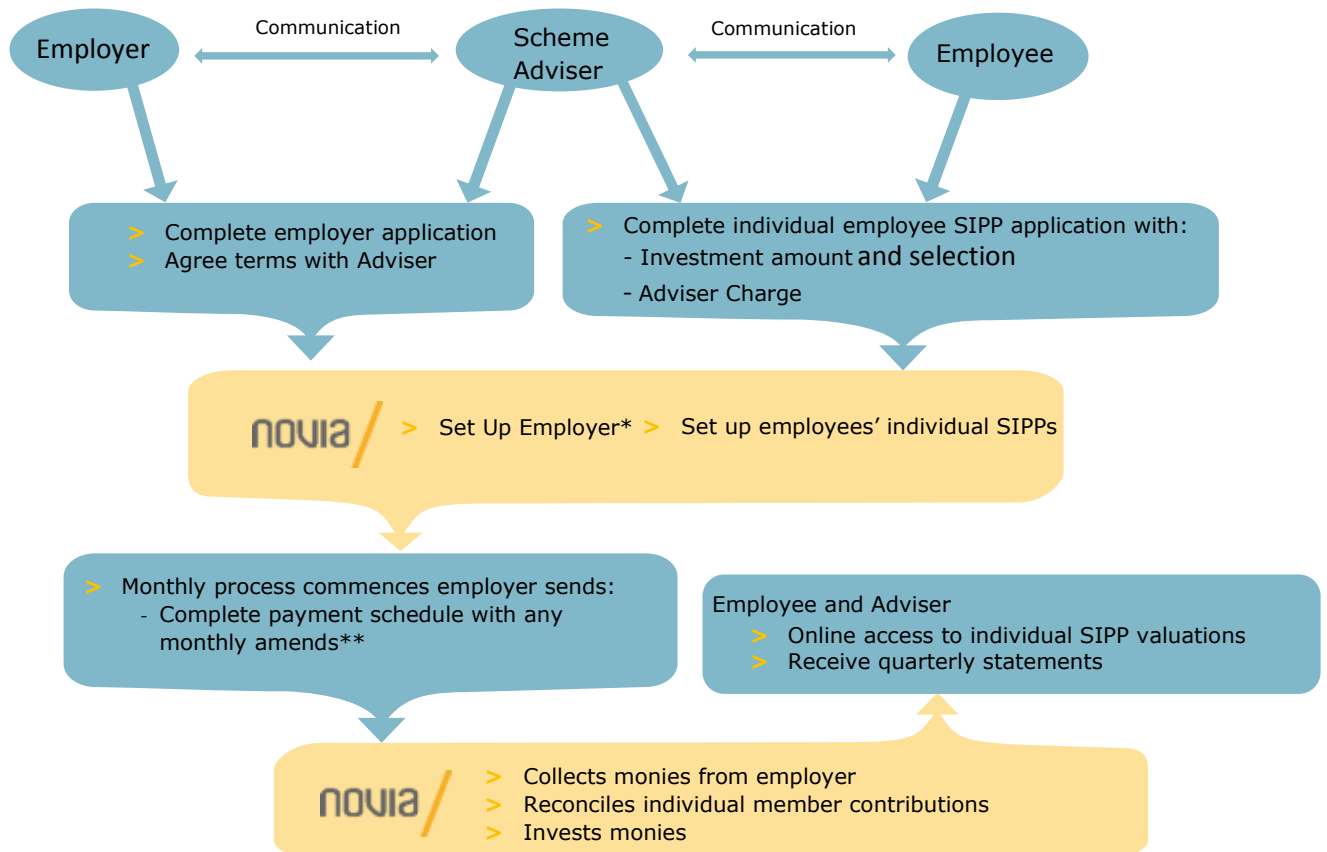 Employer
Communication
Scheme
Adviser
Communication
Employee
> Complete employer application
> Agree terms with Adviser
> Complete individual employee SIPP application with:
- Investment amount and selection
- Adviser Charge
novia
> Set Up Employer* > Set up employees’ individual SIPPs
> Monthly process commences employer sends:
- Complete payment schedule with any
monthly amends**
Employee and Adviser
> Online access to individual SIPP valuations
> Receive quarterly statements
novia
> Collects monies from employer
> Reconciles individual member contributions
> Invests monies